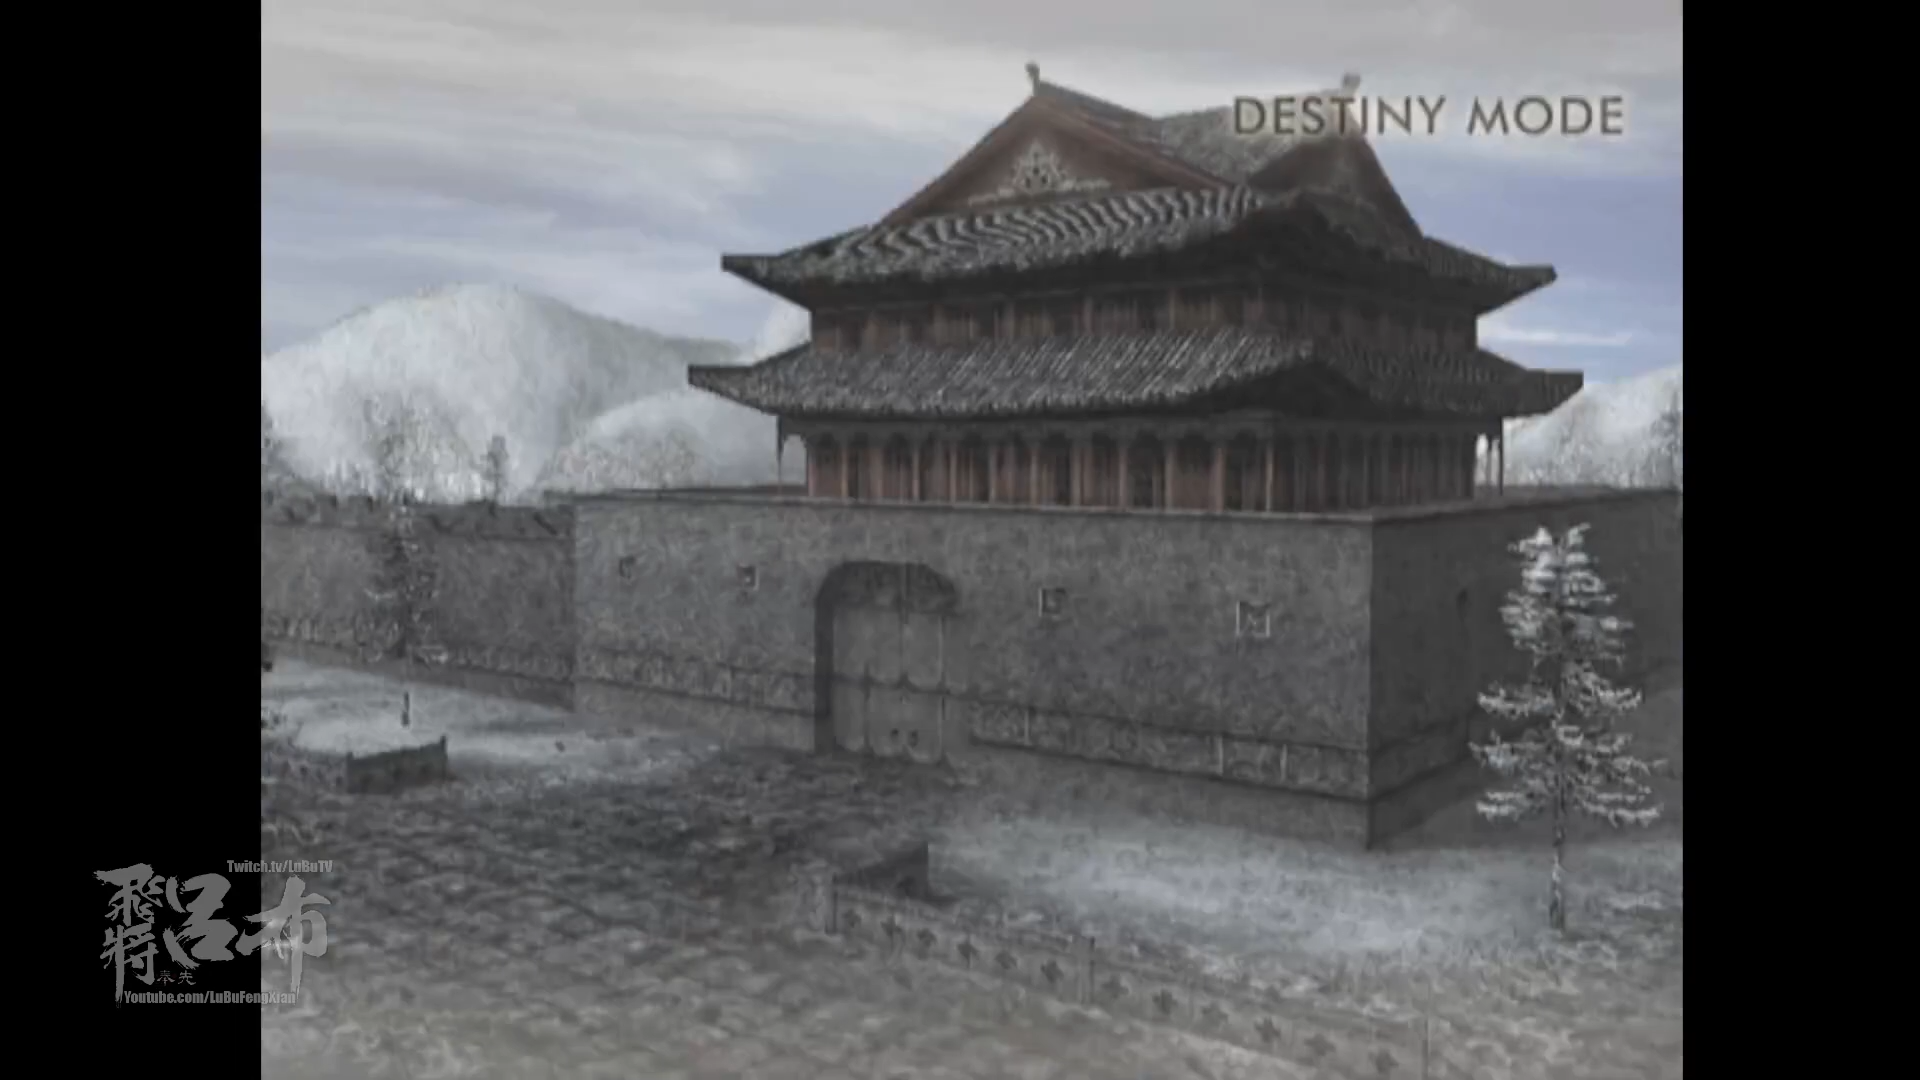 DESTINY MODE
Twitch.tv/LuBuTV
飛將
呂布
奉先
Youtube.com/LuBuFengXian